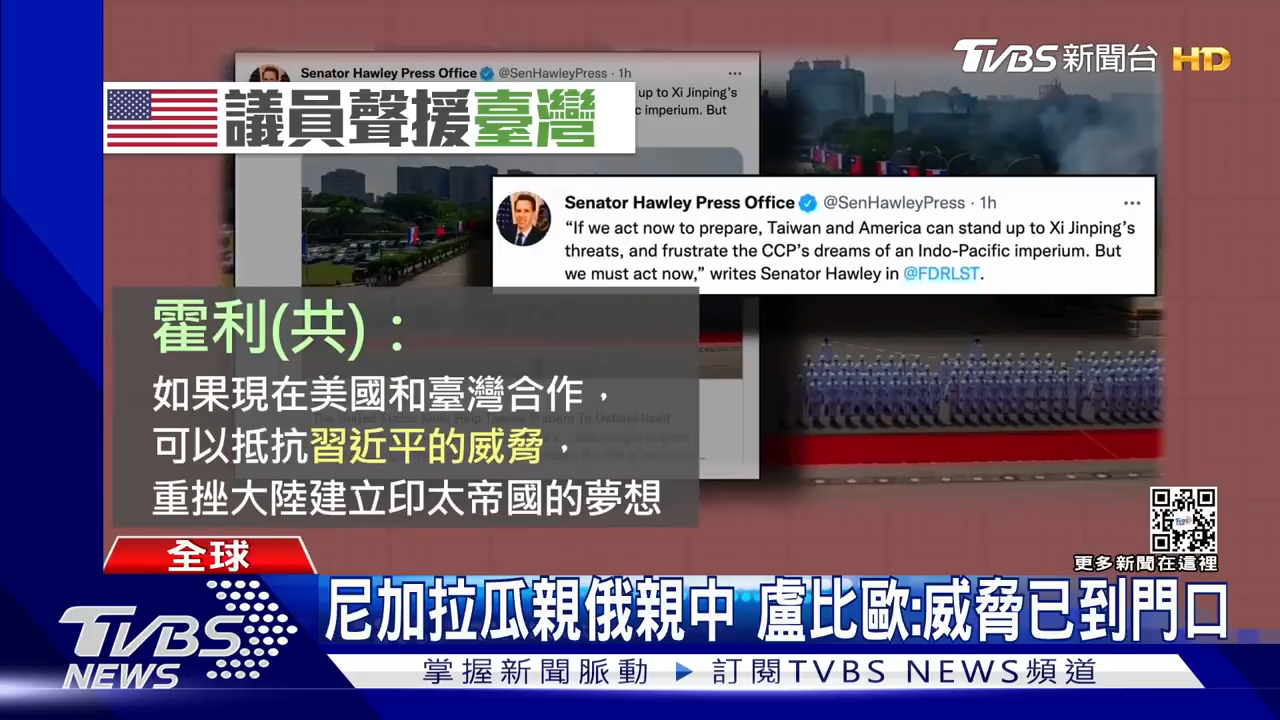 TVBS新聞台 HD
Senator Hawley Press Office @SenHawleyPress · 1h
up to Xi Jinping's
c imperium. But
議員聲援臺灣
Senator Hawley Press Office @SenHawleyPress · 1h
“If we act now to prepare, Taiwan and America can stand up to Xi Jinping's
threats, and frustrate the CCP's dreams of an Indo-Pacific imperium. But
we must act now,” writes Senator Hawley in @FDRLST.
霍利(共)：
如果現在美國和臺灣合作，
可以抵抗習近平的威脅，
重挫大陸建立印太帝國的夢想
更多新聞在這裡
全球
尼加拉瓜親俄親中 盧比歐:威脅已到門口
TVBS
NEWS
掌握新聞脈動 ▶ 訂閱TVBS NEWS頻道